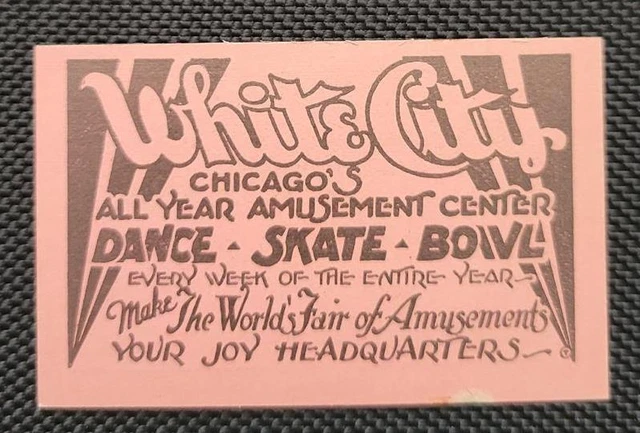 White City
CHICAGO'S
ALL YEAR AMUSEMENT CENTER
DANCE - SKATE - BOWL
EVERY WEEK OF THE ENTIRE YEAR—
Make The World's Fair of Amusements
YOUR JOY HEADQUARTERS—